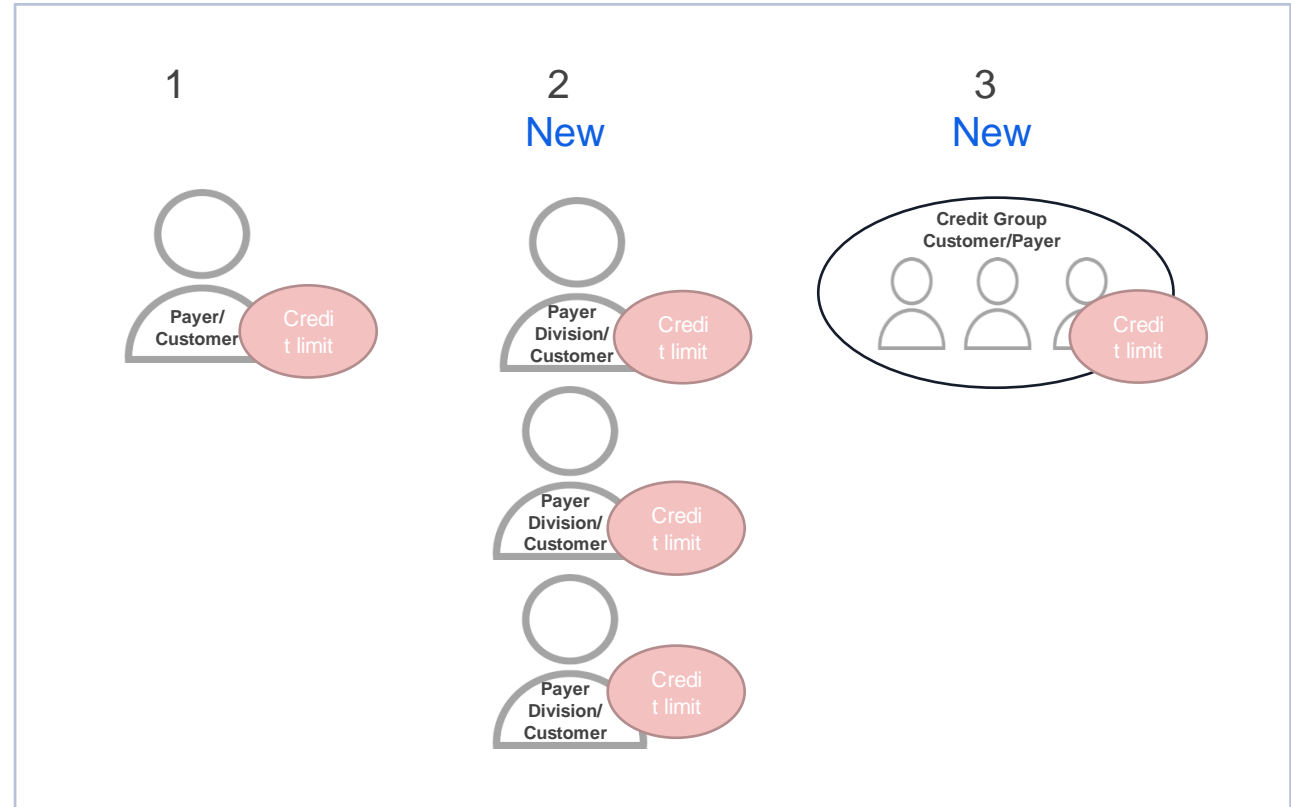 1
2
New
3
New
Payer/
Customer
Credi
t limit
Payer
Division/
Customer
Credi
t limit
Payer
Division/
Customer
Credi
t limit
Payer
Division/
Customer
Credi
t limit
Credit Group
Customer/Payer
Credi
t limit